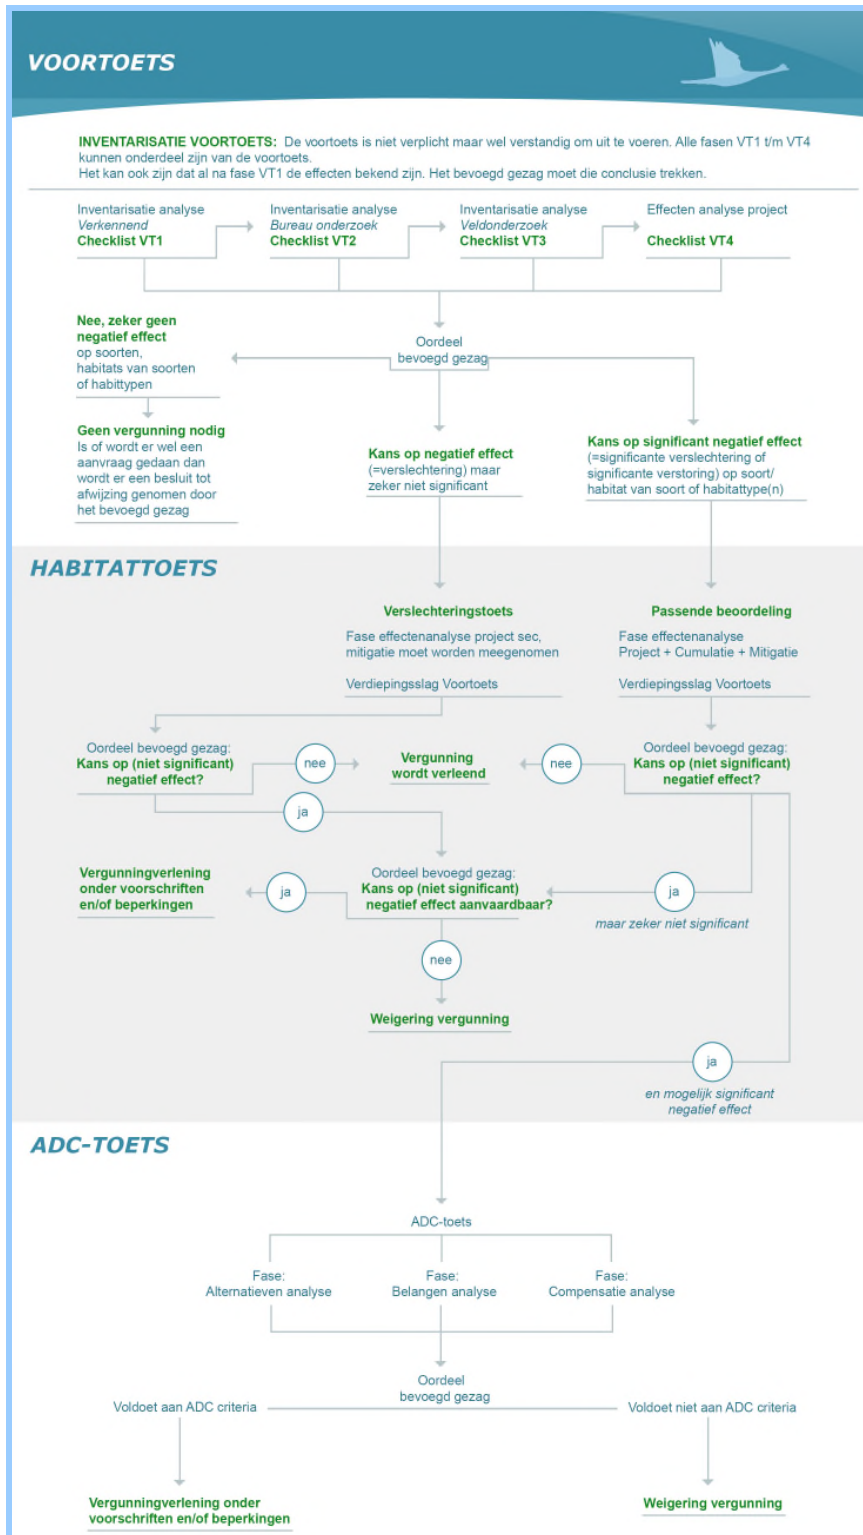 VOORTOETS
INVENTARISATIE VOORTOETS: De voortoets is niet verplicht maar wel verstandig om uit te voeren. Alle fasen VT1 t/m VT4
kunnen onderdeel zijn van de voortoets.
Het kan ook zijn dat al na fase VT1 de effecten bekend zijn. Het bevoegd gezag moet die conclusie trekken.
Inventarisatie analyse
Verkennend
Checklist VT1
Inventarisatie analyse
Bureau onderzoek
Checklist VT2
Inventarisatie analyse
Veldonderzoek
Checklist VT3
Effecten analyse project
Checklist VT4
Oordeel
bevoegd gezag
Nee, zeker geen
negatief effect
op soorten,
habitats van soorten
of habittypen
Geen vergunning nodig
Is of wordt er wel een
aanvraag gedaan dan
wordt er een besluit tot
afwijzing genomen door
het bevoegd gezag
Kans op negatief effect
(=verslechtering) maar
zeker niet significant
Kans op significant negatief effect
(=significante verslechtering of
significante verstoring) op soort/
habitat van soort of habitattype(n)
HABITATTOETS
Verslechteringstoets
Fase effectenanalyse project sec,
mitigatie moet worden meegenomen
Verdiepingsslag Voortoets
Passende beoordeling
Fase effectenanalyse
Project + Cumulatie + Mitigatie
Verdiepingsslag Voortoets
Oordeel bevoegd gezag:
Kans op (niet significant)
negatief effect?
nee
Vergunning
wordt verleend
nee
Oordeel bevoegd gezag:
Kans op (niet significant)
negatief effect?
ja
Vergunningverlening
onder voorschriften
en/of beperkingen
ja
Oordeel bevoegd gezag:
Kans op (niet significant)
negatief effect aanvaardbaar?
ja
maar zeker niet significant
nee
Weigering vergunning
ja
en mogelijk significant
negatief effect
ADC-TOETS
ADC-toets
Fase:
Alternatieven analyse
Fase:
Belangen analyse
Fase:
Compensatie analyse
Oordeel
bevoegd gezag
Voldoet aan ADC criteria
Voldoet niet aan ADC criteria
Vergunningverlening onder
voorschriften en/of beperkingen
Weigering vergunning